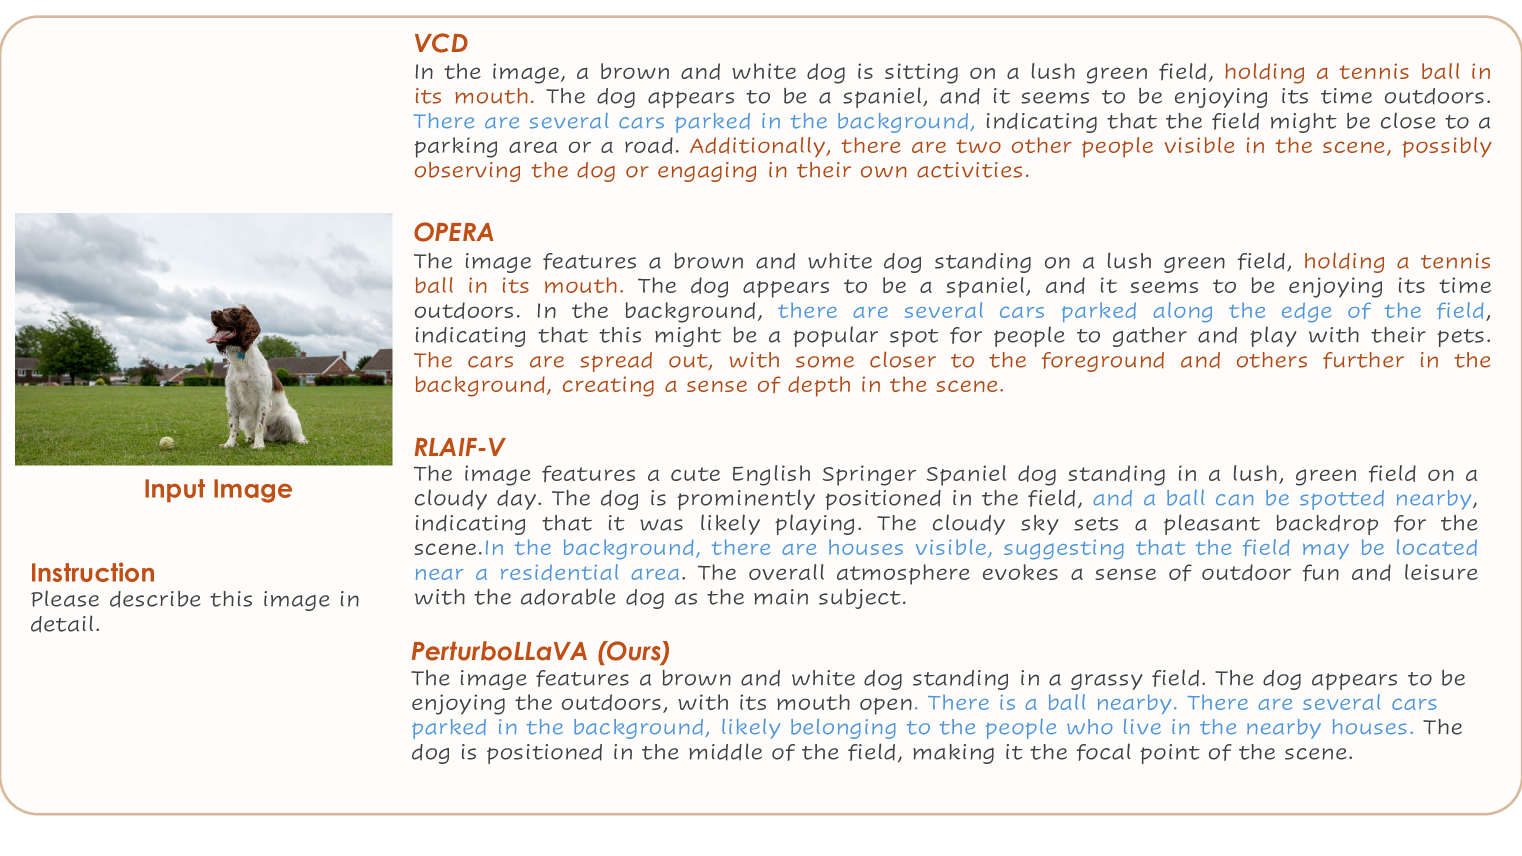 VCD
In the image, a brown and white dog is sitting on a lush green field, holding a tennis ball in
its mouth. The dog appears to be a spaniel, and it seems to be enjoying its time outdoors.
There are several cars parked in the background, indicating that the field might be close to a
parking area or a road. Additionally, there are two other people visible in the scene, possibly
observing the dog or engaging in their own activities.
OPERA
The image features a brown and white dog standing on a lush green field, holding a tennis
ball in its mouth. The dog appears to be a spaniel, and it seems to be enjoying its time
outdoors. In the background, there are several cars parked along the edge of the field,
indicating that this might be a popular spot for people to gather and play with their pets.
The cars are spread out, with some closer to the foreground and others further in the
background, creating a sense of depth in the scene.
RLAIF-V
The image features a cute English Springer Spaniel dog standing in a lush, green field on a
cloudy day. The dog is prominently positioned in the field, and a ball can be spotted nearby,
indicating that it was likely playing. The cloudy sky sets a pleasant backdrop for the
scene.In the background, there are houses visible, suggesting that the field may be located
near a residential area. The overall atmosphere evokes a sense of outdoor fun and leisure
with the adorable dog as the main subject.
PerturboLLaVA (Ours)
The image features a brown and white dog standing in a grassy field. The dog appears to be
enjoying the outdoors, with its mouth open. There is a ball nearby. There are several cars
parked in the background, likely belonging to the people who live in the nearby houses. The
dog is positioned in the middle of the field, making it the focal point of the scene.
Input Image
Instruction
Please describe this image in
detail.